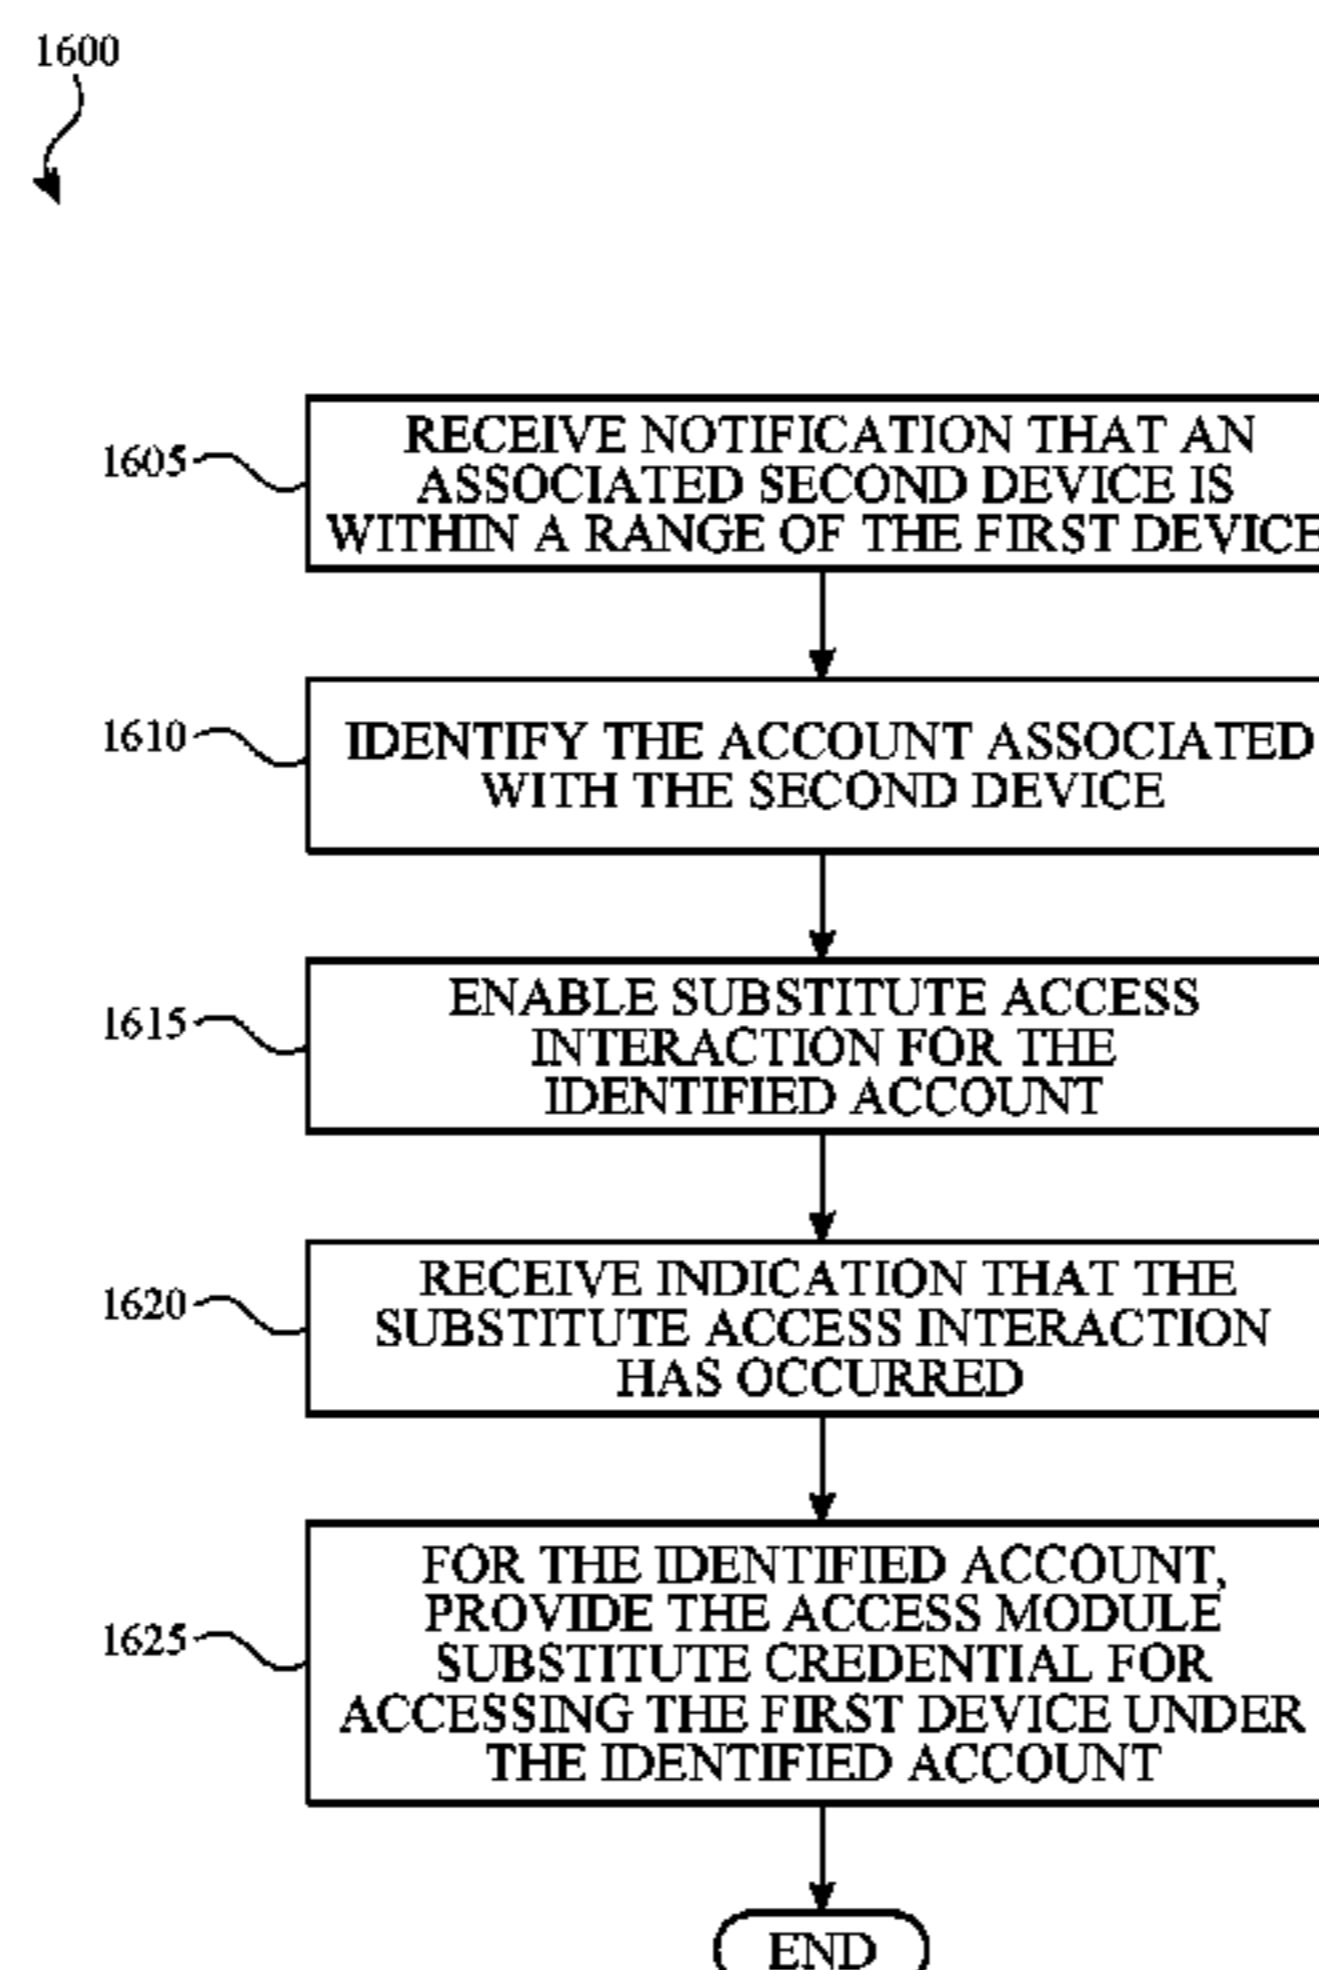 1600
1605
RECEIVE NOTIFICATION THAT AN
ASSOCIATED SECOND DEVICE IS
WITHIN A RANGE OF THE FIRST DEVICE
1610
IDENTIFY THE ACCOUNT ASSOCIATED
WITH THE SECOND DEVICE
1615
ENABLE SUBSTITUTE ACCESS
INTERACTION FOR THE
IDENTIFIED ACCOUNT
1620
RECEIVE INDICATION THAT THE
SUBSTITUTE ACCESS INTERACTION
HAS OCCURRED
1625
FOR THE IDENTIFIED ACCOUNT,
PROVIDE THE ACCESS MODULE
SUBSTITUTE CREDENTIAL FOR
ACCESSING THE FIRST DEVICE UNDER
THE IDENTIFIED ACCOUNT
END